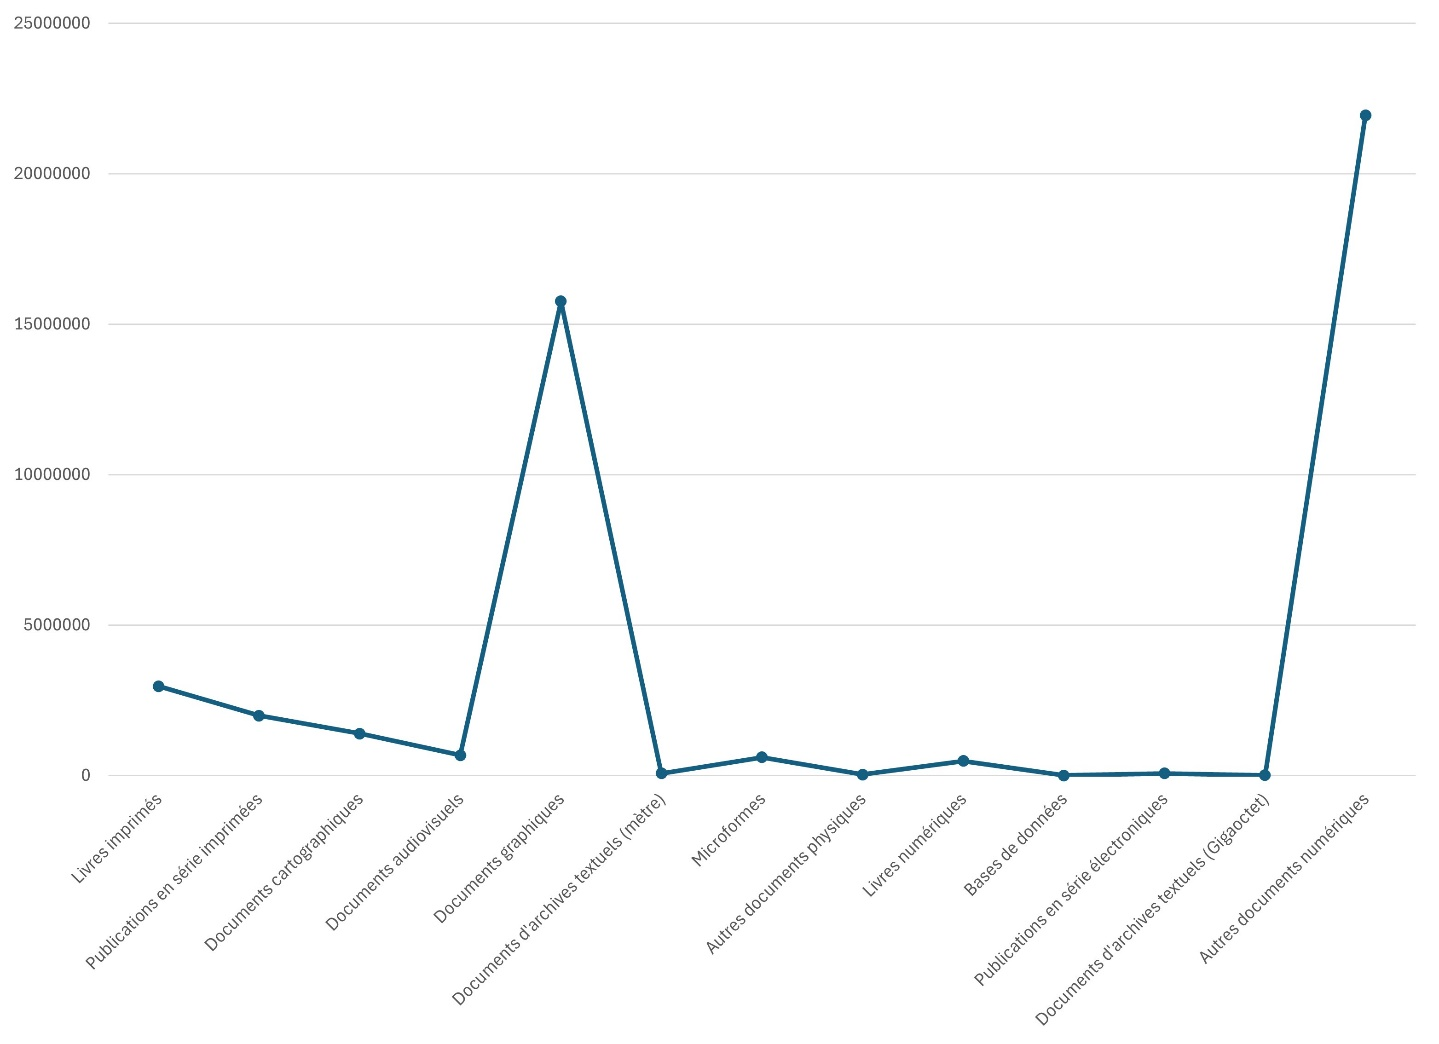 25000000
20000000
15000000
10000000
5000000
0
Livres imprimés
Publications en série imprimées
Documents cartographiques
Documents audiovisuels
Documents graphiques
Documents d'archives textuels (mètre)
Microformes
Autres documents physiques
Livres numériques
Bases de données
Publications en série électroniques
Documents d'archives textuels (Gigaoctet)
Autres documents numériques